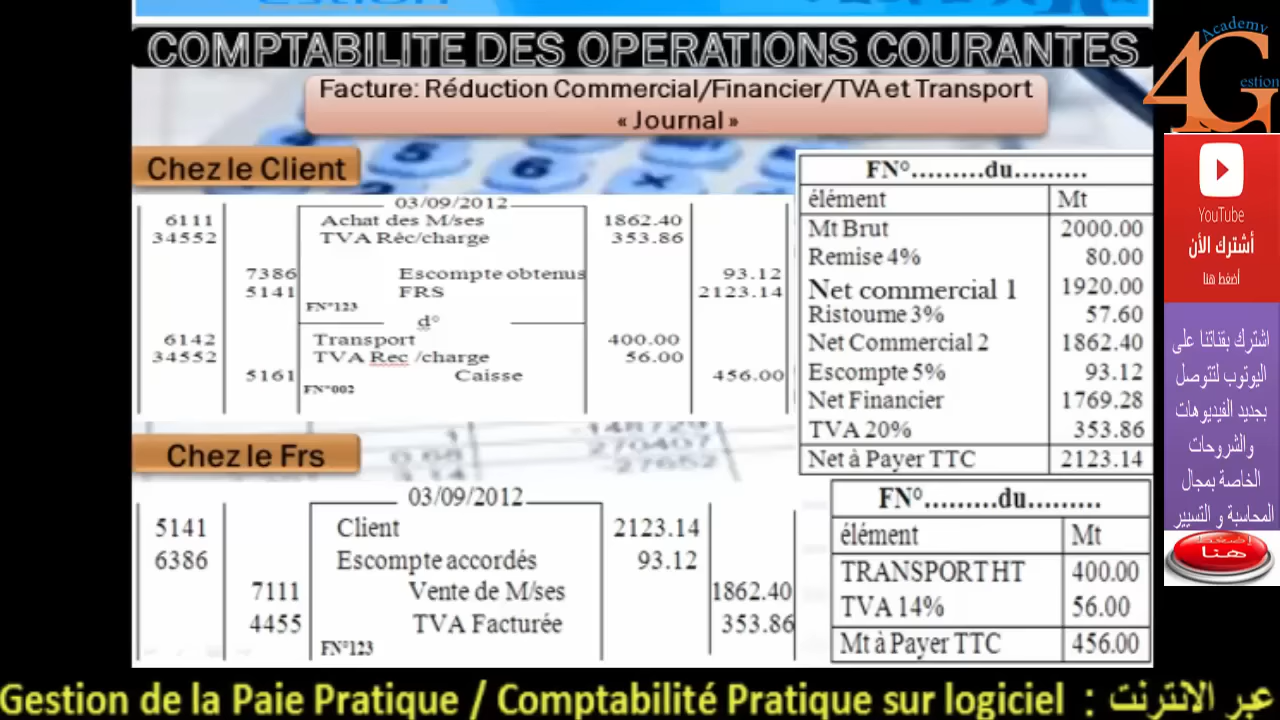 COMPTABILITE DES OPERATIONS COURANTES
Facture: Réduction Commercial/Financier/TVA et Transport
« Journal »
Chez le Client
03/09/2012
6111 Achat des M/ses 1862.40
34552 TVA Réc/charge 353.86
7386 Escompte obtenus 93.12
5141 FRS 2123.14
FN°123
d°
6142 Transport 400.00
34552 TVA Rec /charge 56.00
5161 Caisse 456.00
FN°002
FN°.........du.........
élément Mt
Mt Brut 2000.00
Remise 4% 80.00
Net commercial 1 1920.00
Ristourne 3% 57.60
Net Commercial 2 1862.40
Escompte 5% 93.12
Net Financier 1769.28
TVA 20% 353.86
Net à Payer TTC 2123.14
Chez le Frs
03/09/2012
5141 Client 2123.14
6386 Escompte accordés 93.12
7111 Vente de M/ses 1862.40
4455 TVA Facturée 353.86
FN°123
FN°.........du.........
élément Mt
TRANSPORT HT 400.00
TVA 14% 56.00
Mt à Payer TTC 456.00
Academy
4G
estion
YouTube
أشترك الأن
أضغط هنا
اشترك بقناتنا على
اليوتوب لتتوصل
بجديد الفيديوهات
والشروحات
الخاصة بمجال
المحاسبة و التسيير
إضغط
هنا
Gestion de la Paie Pratique / Comptabilité Pratique sur logiciel : عبر الانترنت